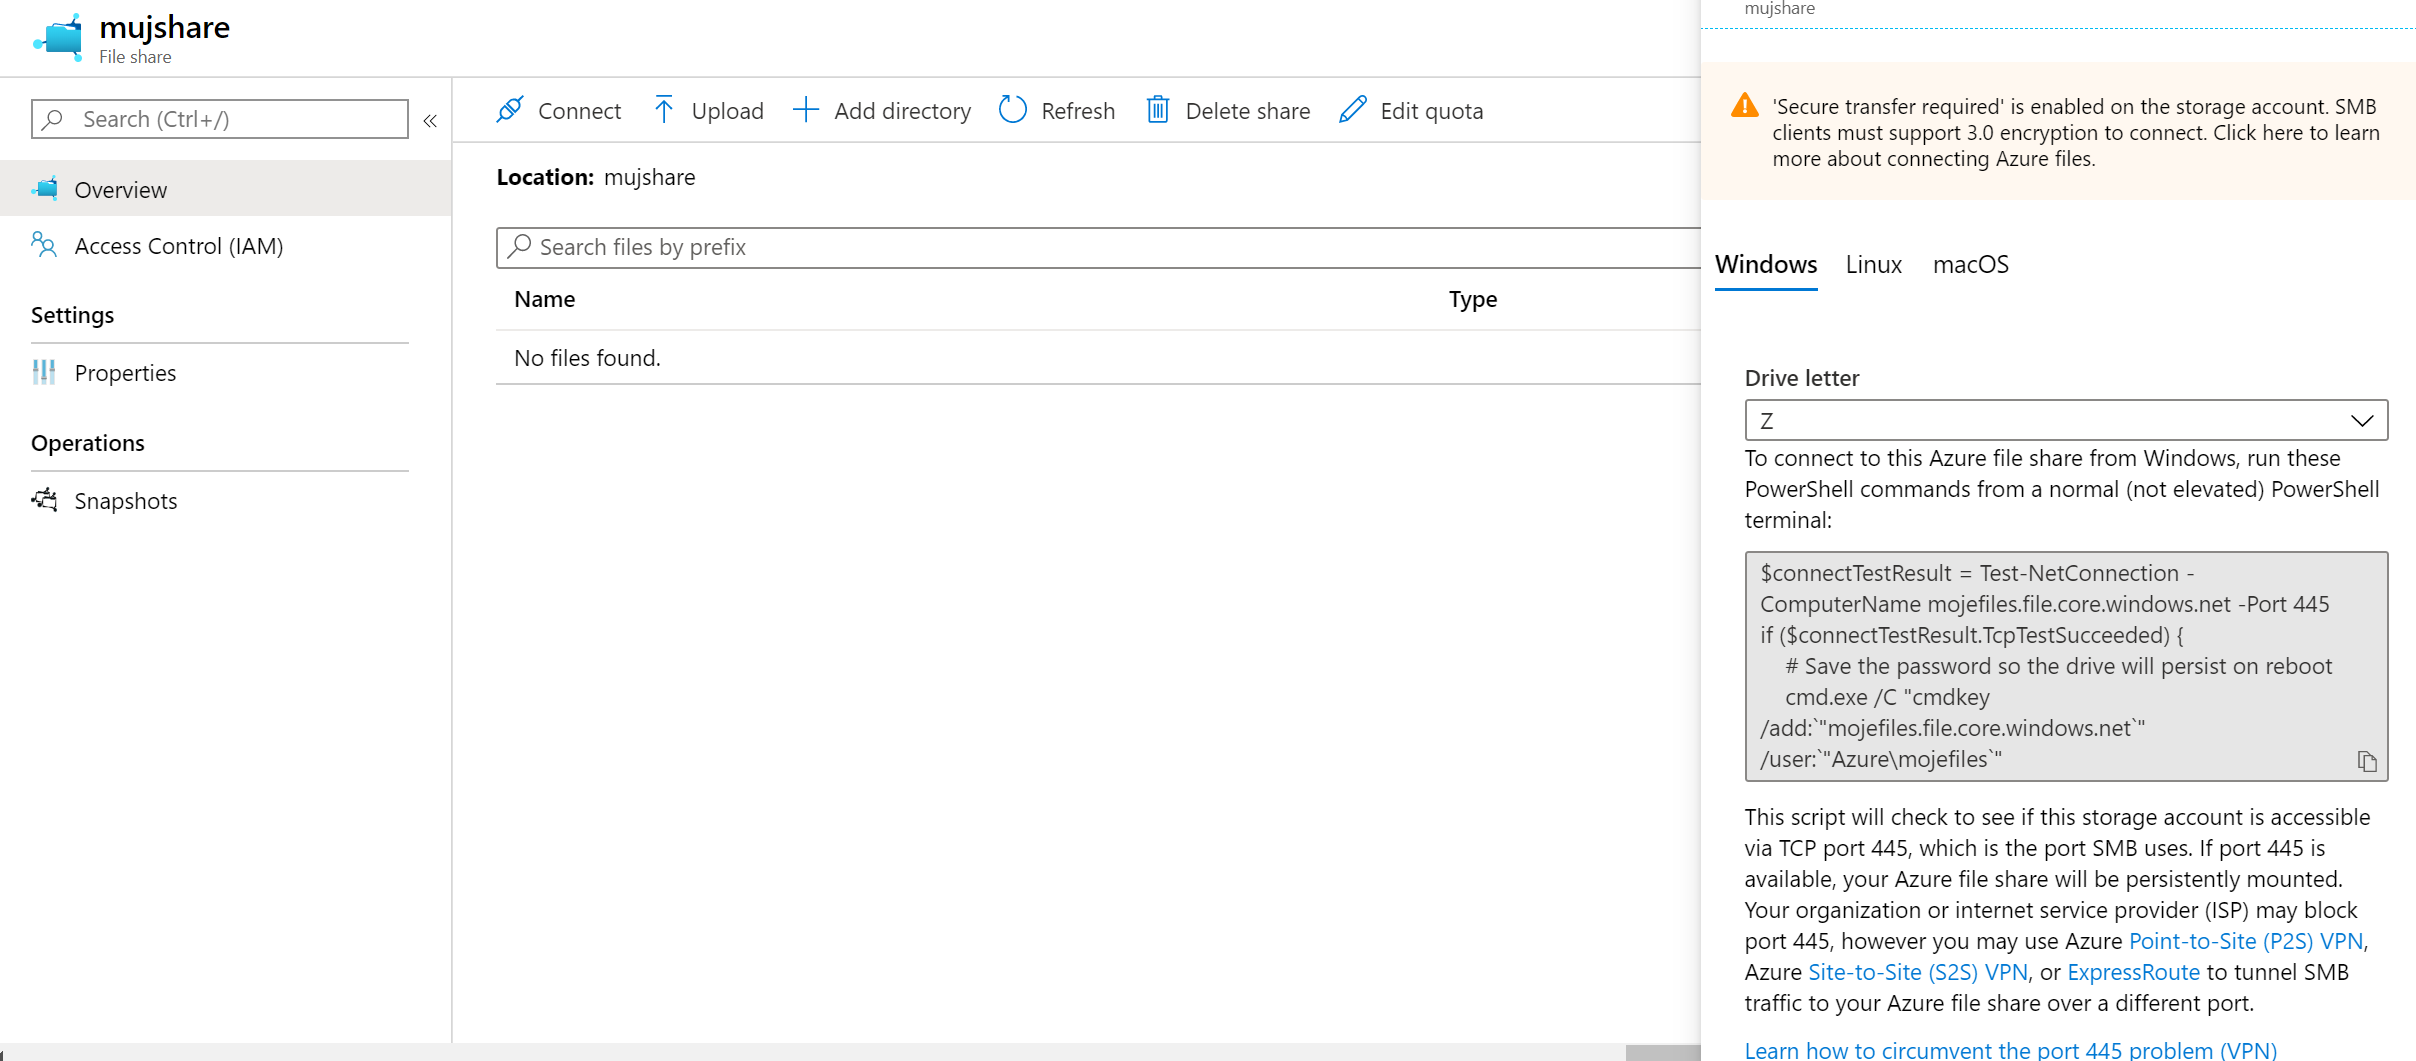 mujshare
File share
Search (Ctrl+/)
«
Overview
Access Control (IAM)
Settings
Properties
Operations
Snapshots
Connect
Upload
Add directory
Refresh
Delete share
Edit quota
Location: mujshare
Search files by prefix
Name
Type
No files found.
mujshare
'Secure transfer required' is enabled on the storage account. SMB
clients must support 3.0 encryption to connect. Click here to learn
more about connecting Azure files.
Windows
Linux
macOS
Drive letter
Z
To connect to this Azure file share from Windows, run these
PowerShell commands from a normal (not elevated) PowerShell
terminal:
$connectTestResult = Test-NetConnection -
ComputerName mojefiles.file.core.windows.net -Port 445
if ($connectTestResult.TcpTestSucceeded) {
# Save the password so the drive will persist on reboot
cmd.exe /C "cmdkey
/add:`"mojefiles.file.core.windows.net`"
/user:`"Azure\mojefiles`"
This script will check to see if this storage account is accessible
via TCP port 445, which is the port SMB uses. If port 445 is
available, your Azure file share will be persistently mounted.
Your organization or internet service provider (ISP) may block
port 445, however you may use Azure Point-to-Site (P2S) VPN,
Azure Site-to-Site (S2S) VPN, or ExpressRoute to tunnel SMB
traffic to your Azure file share over a different port.
Learn how to circumvent the port 445 problem (VPN)